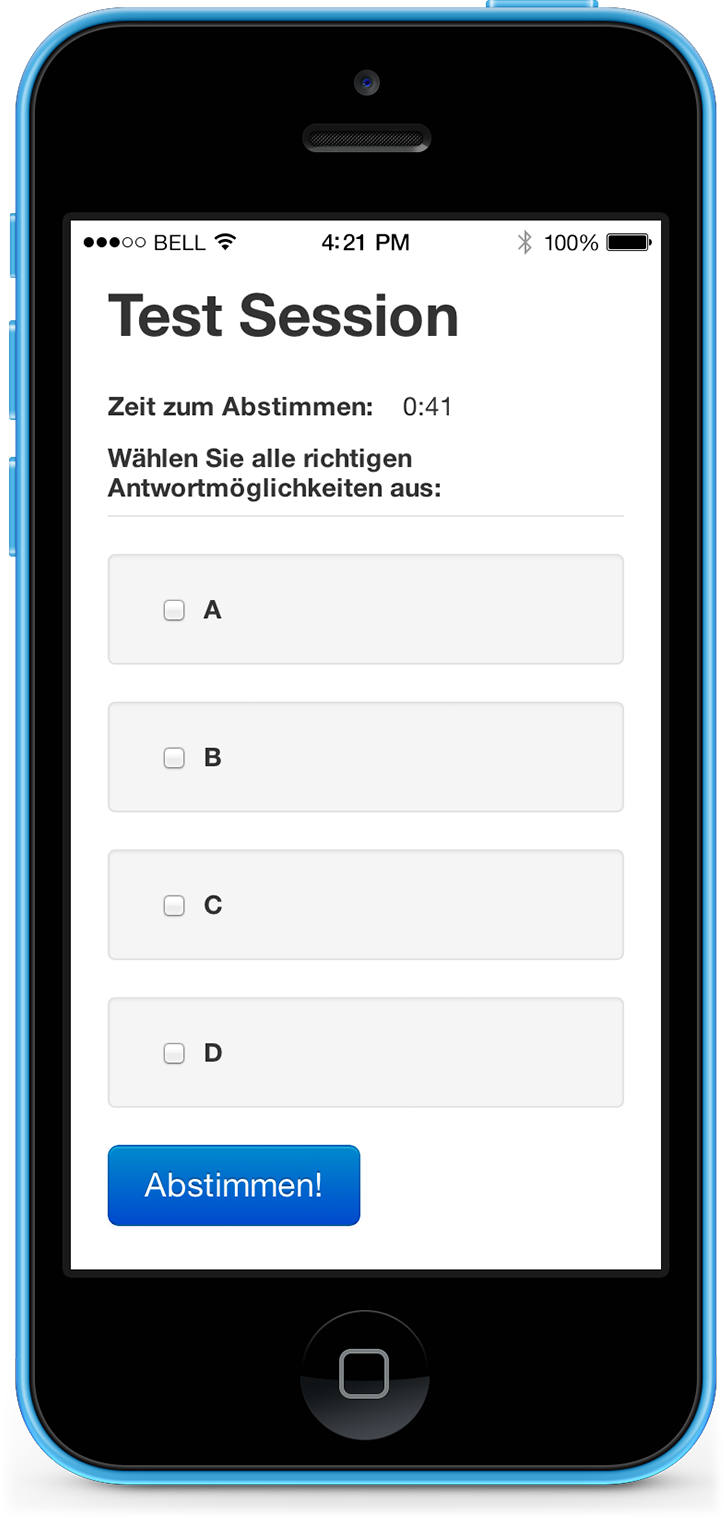 BELL 4:21 PM 100%
Test Session
Zeit zum Abstimmen: 0:41
Wählen Sie alle richtigen
Antwortmöglichkeiten aus:
A
B
C
D
Abstimmen!